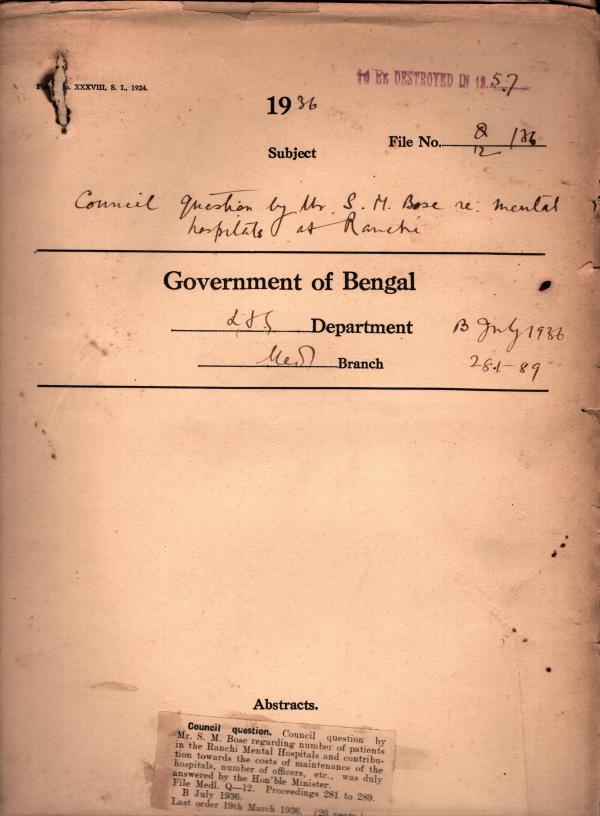 No. XXXVIII, S. I., 1924.
TO BE DESTROYED IN 1957
1936
File No. Q/12 /36
Subject
Council question by Mr. S. M. Bose re: mental
hospitals at Ranchi
Government of Bengal
Department
B July 1936
Medl Branch
281-89
Abstracts.
Council question. Council question by
Mr. S. M. Bose regarding number of patients
in the Ranchi Mental Hospitals and contribu-
tion towards the costs of maintenance of the
hospitals, number of officers, etc., was duly
answered by the Hon'ble Minister.
File Medl. Q—12. Proceedings 281 to 289.
B July 1936.
Last order 19th March 1936. (20 years.)